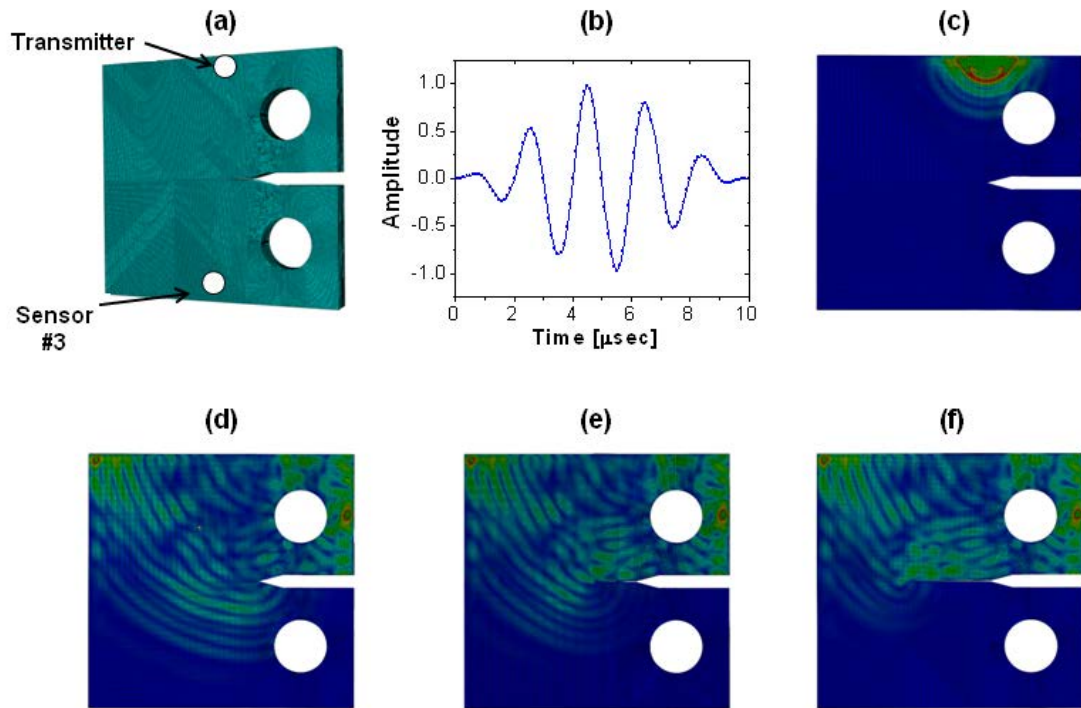 (a)
Transmitter
Sensor
#3
(b)
Amplitude
1.0
0.5
0.0
-0.5
-1.0
0 2 4 6 8 10
Time [μsec]
(c)
(d)
(e)
(f)